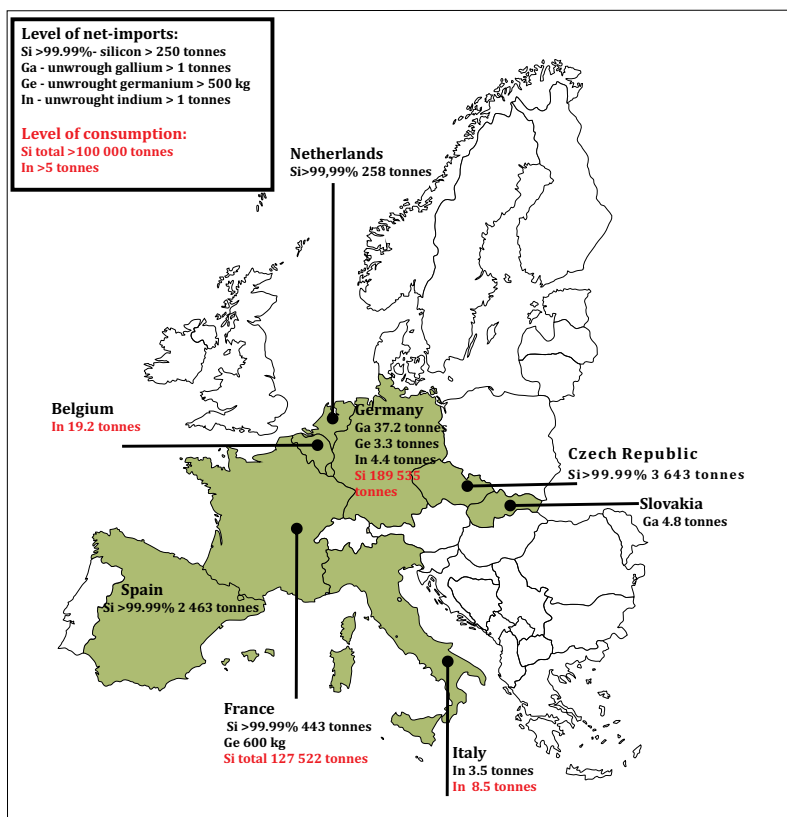 Level of net-imports:
Si >99.99%- silicon > 250 tonnes
Ga - unwrough gallium > 1 tonnes
Ge - unwrought germanium > 500 kg
In - unwrought indium > 1 tonnes
Level of consumption:
Si total >100 000 tonnes
In >5 tonnes
Netherlands
Si>99,99% 258 tonnes
Belgium
In 19.2 tonnes
Germany
Ga 37.2 tonnes
Ge 3.3 tonnes
In 4.4 tonnes
Si 189 535
tonnes
Czech Republic
Si>99.99% 3 643 tonnes
Slovakia
Ga 4.8 tonnes
Spain
Si >99.99% 2 463 tonnes
France
Si >99.99% 443 tonnes
Ge 600 kg
Si total 127 522 tonnes
Italy
In 3.5 tonnes
In 8.5 tonnes